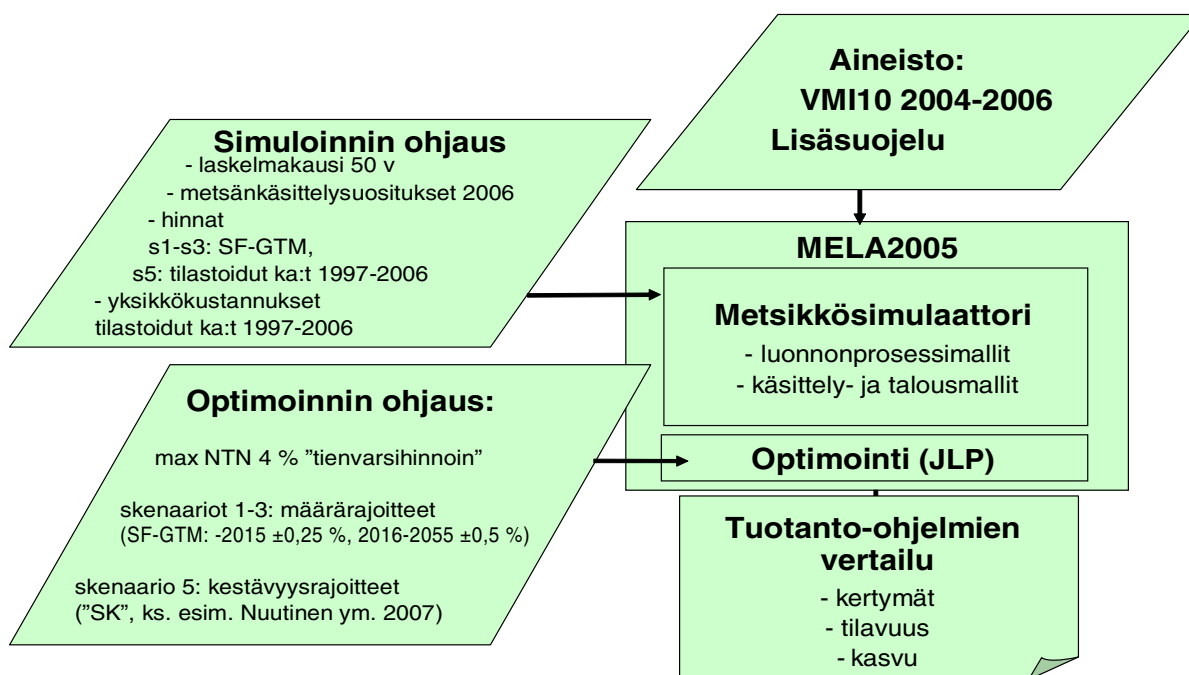 Aineisto:
VMI10 2004-2006
Lisäsuojelu
Simuloinnin ohjaus
- laskelmakausi 50 v
- metsänkäsittelysuositukset 2006
- hinnat
s1-s3: SF-GTM,
s5: tilastoidut ka:t 1997-2006
- yksikkökustannukset
tilastoidut ka:t 1997-2006
MELA2005
Metsikkösimulaattori
- luonnonprosessimallit
- käsittely- ja talousmallit
Optimointi (JLP)
Optimoinnin ohjaus:
max NTN 4 % ”tienvarsihinnoin”
skenaariot 1-3: määrärajoitteet
(SF-GTM: -2015 ±0,25 %, 2016-2055 ±0,5 %)
skenaario 5: kestävyysrajoitteet
(”SK”, ks. esim. Nuutinen ym. 2007)
Tuotanto-ohjelmien
vertailu
- kertymät
- tilavuus
- kasvu